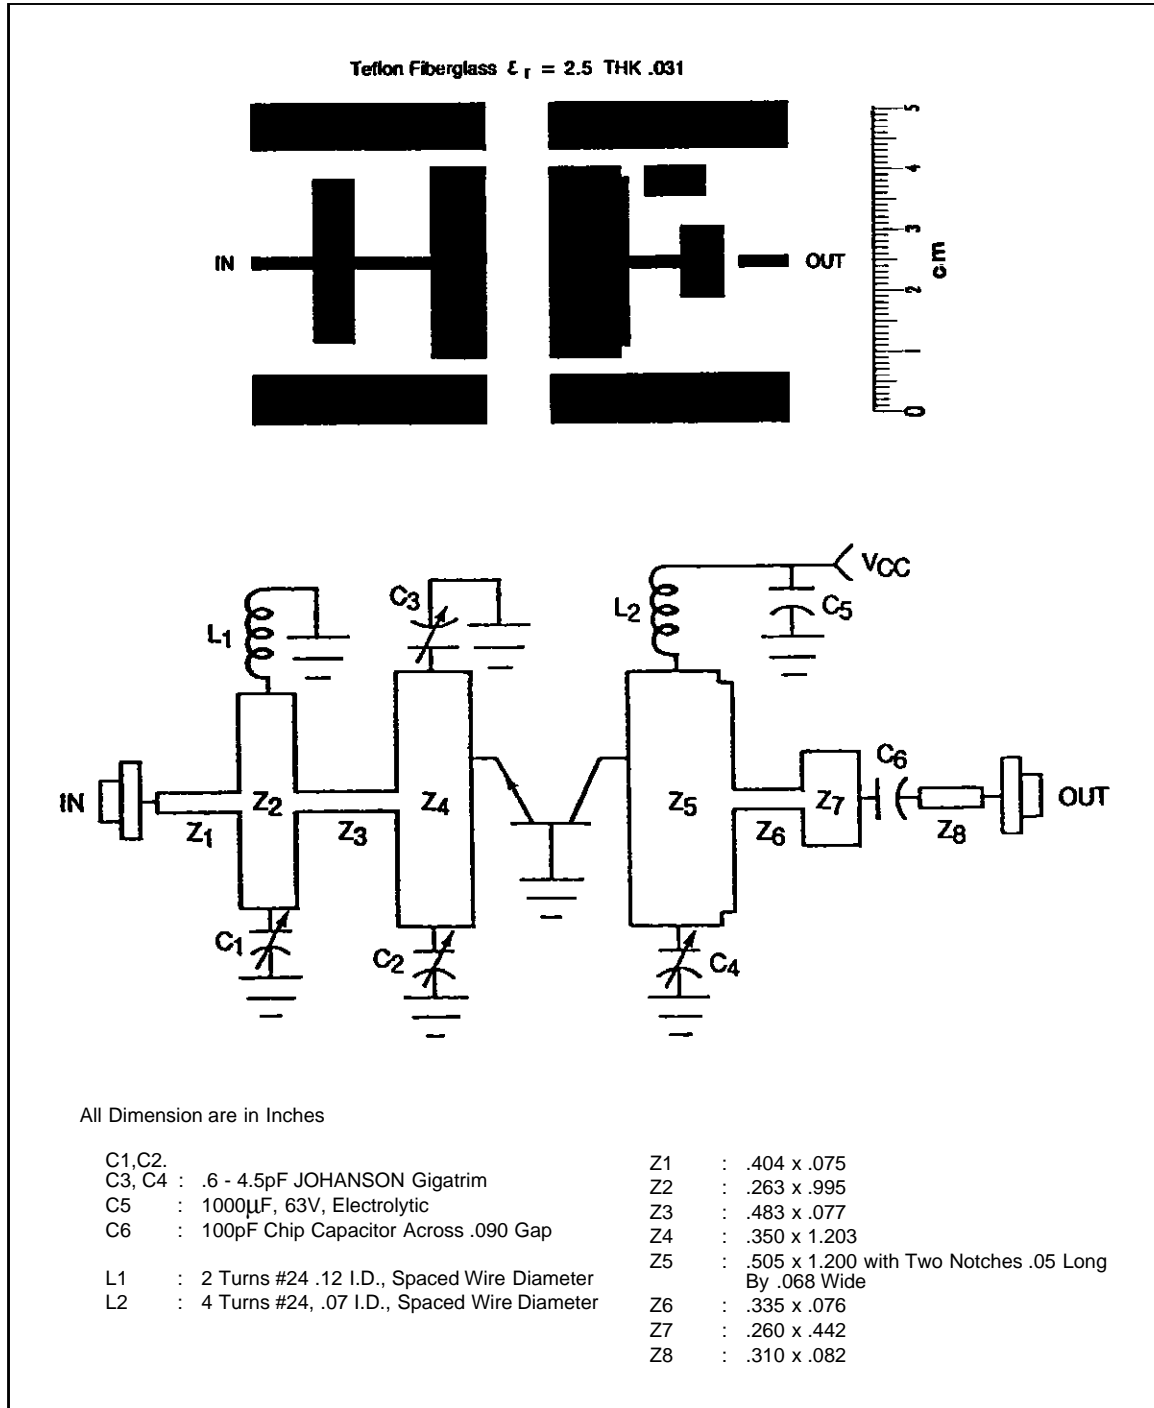 Teflon Fiberglass ε r = 2.5 THK .031
IN
OUT
5
4
3
2
1
0
cm
VCC
C3
L1
L2
C5
IN
Z1
Z2
Z3
Z4
Z5
Z6
Z7
C6
Z8
OUT
C1
C2
C4
All Dimension are in Inches
C1,C2.
C3, C4 : .6 - 4.5pF JOHANSON Gigatrim
C5 : 1000µF, 63V, Electrolytic
C6 : 100pF Chip Capacitor Across .090 Gap
L1 : 2 Turns #24 .12 I.D., Spaced Wire Diameter
L2 : 4 Turns #24, .07 I.D., Spaced Wire Diameter
Z1 : .404 x .075
Z2 : .263 x .995
Z3 : .483 x .077
Z4 : .350 x 1.203
Z5 : .505 x 1.200 with Two Notches .05 Long
By .068 Wide
Z6 : .335 x .076
Z7 : .260 x .442
Z8 : .310 x .082